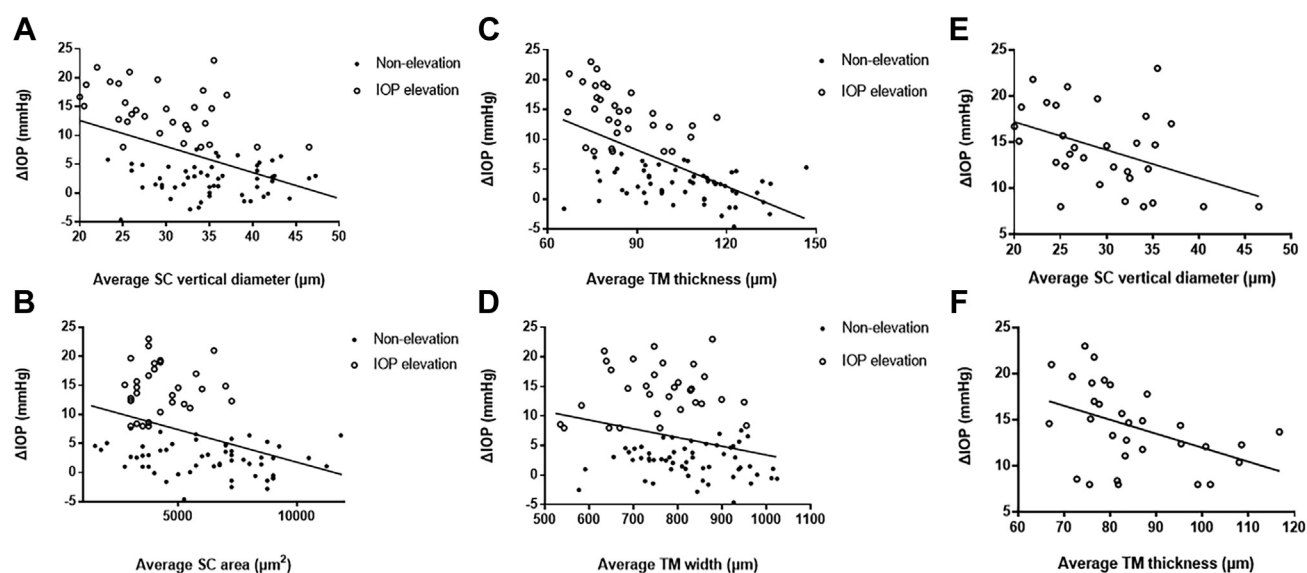 A
25
20
15
10
5
0
-5
ΔIOP (mmHg)
20 25 30 35 40 45 50
Average SC vertical diameter (μm)
Non-elevation
IOP elevation
C
25
20
15
10
5
0
-5
ΔIOP (mmHg)
60 90 120 150
Average TM thickness (μm)
Non-elevation
IOP elevation
E
25
20
15
10
5
ΔIOP (mmHg)
20 25 30 35 40 45 50
Average SC vertical diameter (μm)
B
25
20
15
10
5
0
-5
ΔIOP (mmHg)
5000 10000
Average SC area (μm²)
Non-elevation
IOP elevation
D
25
20
15
10
5
0
-5
ΔIOP (mmHg)
500 600 700 800 900 1000 1100
Average TM width (μm)
Non-elevation
IOP elevation
F
25
20
15
10
5
ΔIOP (mmHg)
60 70 80 90 100 110 120
Average TM thickness (μm)